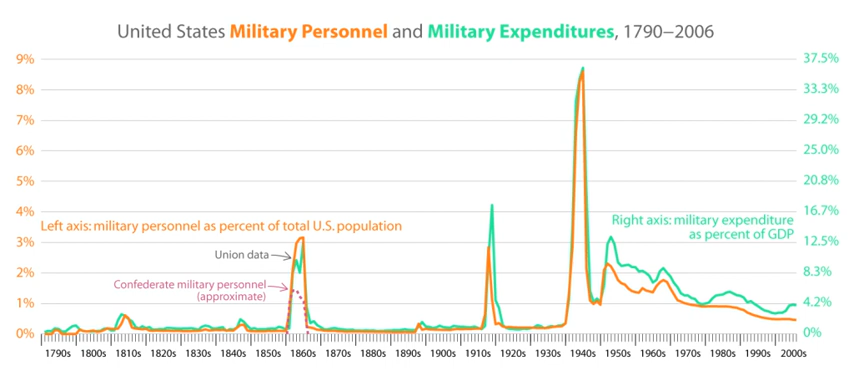 United States Military Personnel and Military Expenditures, 1790–2006
9%
37.5%
8%
33.3%
7%
29.2%
6%
25.0%
5%
20.8%
4%
16.7%
Left axis: military personnel as percent of total U.S. population
Right axis: military expenditure
as percent of GDP
3%
12.5%
Union data
2%
8.3%
Confederate military personnel
(approximate)
1%
4.2%
0%
0%
1790s 1800s 1810s 1820s 1830s 1840s 1850s 1860s 1870s 1880s 1890s 1900s 1910s 1920s 1930s 1940s 1950s 1960s 1970s 1980s 1990s 2000s